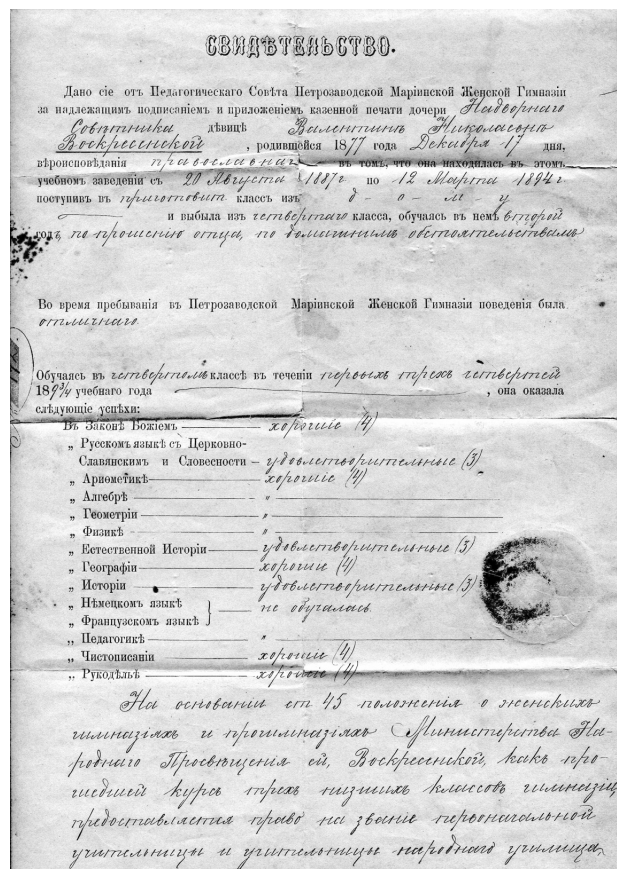 СВИДѢТЕЛЬСТВО.
Дано сіе отъ Педагогическаго Совѣта Петрозаводской Маріинской Женской Гимназіи
за надлежащимъ подписаніемъ и приложеніемъ казенной печати дочери Надворнаго
Совѣтника дѣвицѣ Валентинѣ Николаевнѣ
Воскресенской, родившейся 1877 года Декабря 17 дня,
вѣроисповѣданія православнаго въ томъ, что она находилась въ этомъ
учебномъ заведеніи съ 20 Августа 1887 г по 12 Марта 1894 г
поступивъ въ приготовит классъ изъ д-о-м-у
и выбыла изъ четвертаго класса, обучаясь въ немъ второй
годъ, по прошенію отца, по домашнимъ обстоятельствамъ
Во время пребыванія въ Петрозаводской Маріинской Женской Гимназіи поведенія была
отличнаго
Обучаясь въ четвертомъ классѣ въ теченіи первыхъ трехъ четвертей
189 3/4 учебнаго года , она оказала
слѣдующіе успѣхи:
Въ Законѣ Божіемъ — хорошіе (4)
„ Русскомъ языкѣ съ Церковно-
Славянскимъ и Словесности — удовлетворительные (3)
„ Ариѳметикѣ — хорошіе (4)
„ Алгебрѣ — „
„ Геометріи — „
„ Физикѣ — „
„ Естественной Исторіи — удовлетворительные (3)
„ Географіи — хорошіе (4)
„ Исторіи — удовлетворительные (3)
„ Нѣмецкомъ языкѣ } — не обучалась
„ Французскомъ языкѣ
„ Педагогикѣ — „
„ Чистописаніи — хорошіе (4)
„ Рукодѣльѣ — хорошіе (4)
На основаніи ст 45 положенія о женскихъ
гимназіяхъ и прогимназіяхъ Министерства На-
роднаго Просвѣщенія ей, Воскресенской, какъ про-
шедшей курсъ трехъ низшихъ классовъ гимназіи,
предоставляется право на званіе первоначальной
учительницы и учительницы народнаго училища,